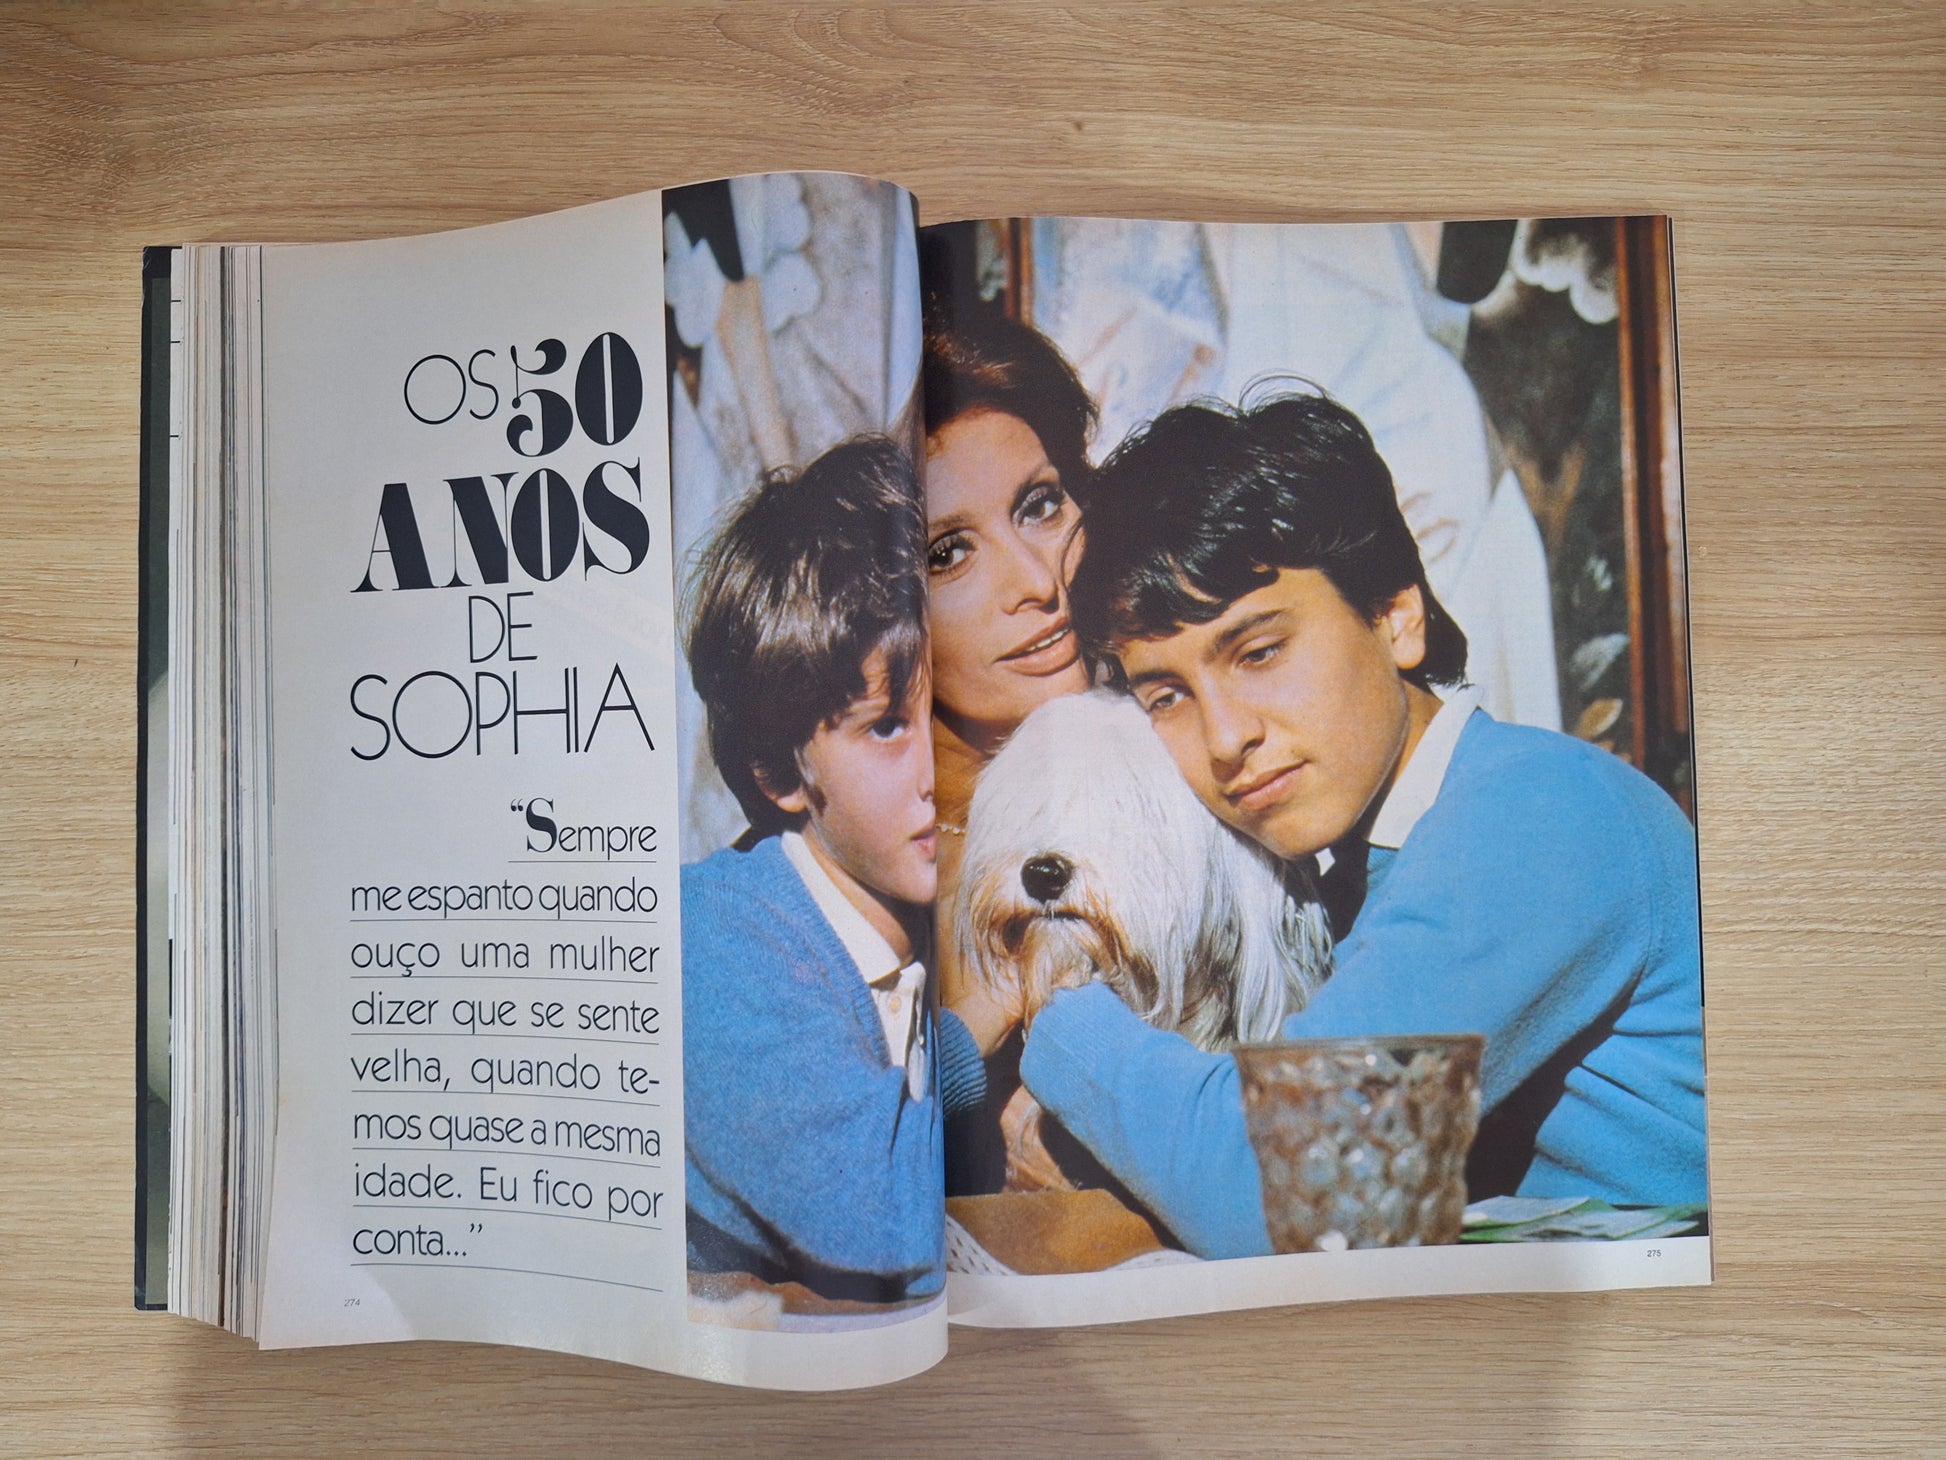 OS 50
ANOS
DE
SOPHIA
“Sempre
me espanto quando
ouço uma mulher
dizer que se sente
velha, quando te-
mos quase a mesma
idade. Eu fico por
conta...”
274
275